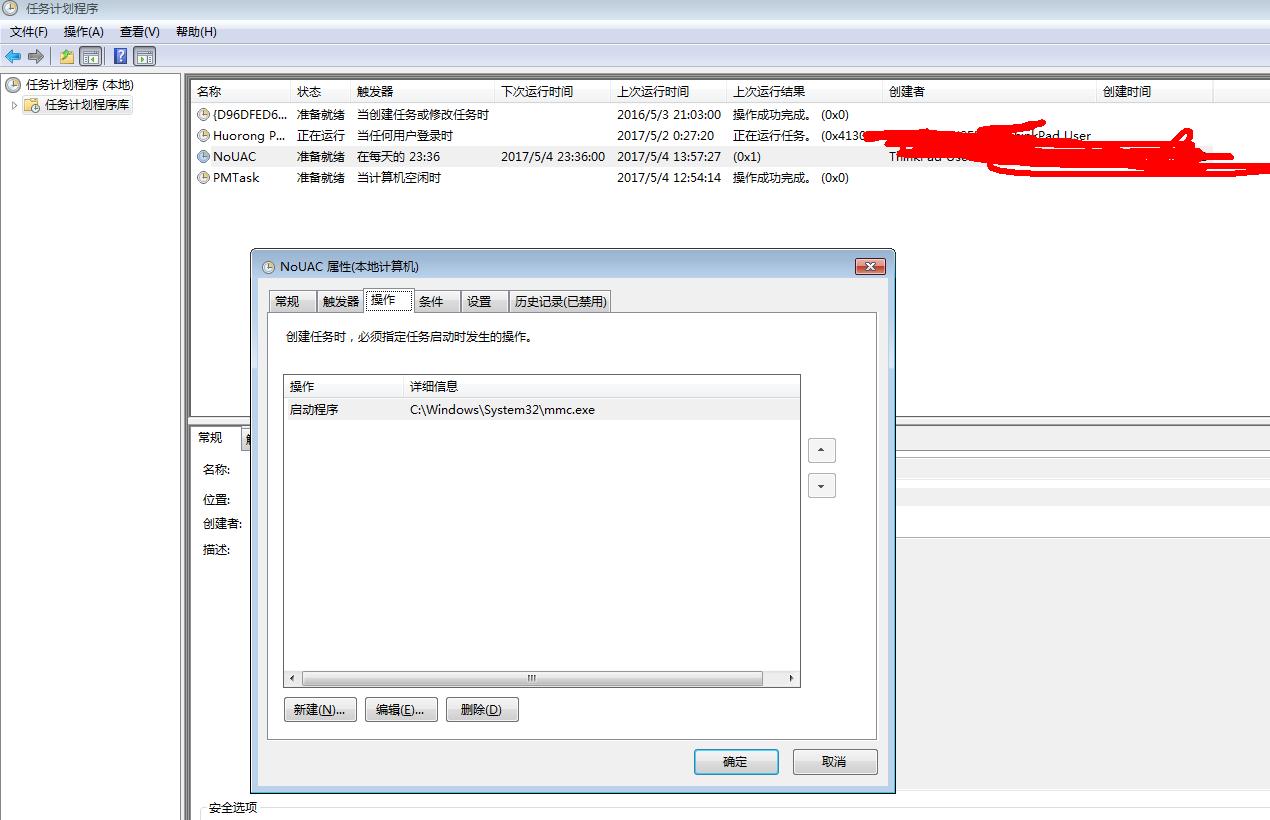 任务计划程序
文件(F) 操作(A) 查看(V) 帮助(H)
任务计划程序 (本地)
任务计划程序库
名称 状态 触发器 下次运行时间 上次运行时间 上次运行结果 创建者 创建时间
{D96DFED6... 准备就绪 当创建任务或修改任务时 2016/5/3 21:03:00 操作成功完成。 (0x0)
Huorong P... 正在运行 当任何用户登录时 2017/5/2 0:27:20 正在运行任务。 (0x4130 User
NoUAC 准备就绪 在每天的 23:36 2017/5/4 23:36:00 2017/5/4 13:57:27 (0x1) ThinkPad
PMTask 准备就绪 当计算机空闲时 2017/5/4 12:54:14 操作成功完成。 (0x0)
NoUAC 属性(本地计算机)
常规 触发器 操作 条件 设置 历史记录(已禁用)
创建任务时，必须指定任务启动时发生的操作。
操作 详细信息
启动程序 C:\Windows\System32\mmc.exe
新建(N)... 编辑(E)... 删除(D)
确定 取消
常规
名称:
位置:
创建者:
描述:
安全选项